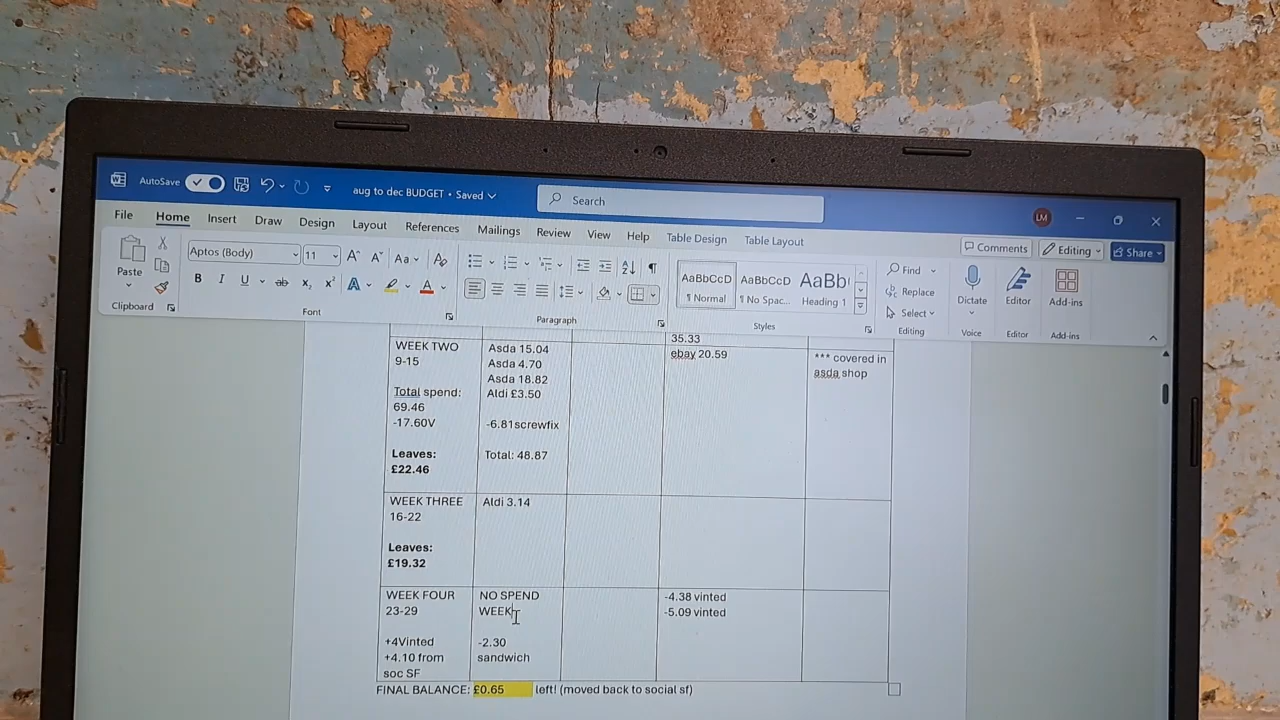 AutoSave
aug to dec BUDGET • Saved
Search
LM
File Home Insert Draw Design Layout References Mailings Review View Help Table Design Table Layout
Comments Editing Share
Paste
Clipboard
Aptos (Body) 11
B I U ab x₂ x² A A
Font
Paragraph
AaBbCcD AaBbCcD AaBb
¶ Normal ¶ No Spac... Heading
Styles
Find
Replace
Select
Editing
Dictate
Voice
Editor
Editor
Add-ins
Add-ins
35.33
WEEK TWO
9-15
Total spend:
69.46
-17.60V
Leaves:
£22.46
Asda 15.04
Asda 4.70
Asda 18.82
Aldi £3.50
-6.81screwfix
Total: 48.87
ebay 20.59
*** covered in
asda shop
WEEK THREE
16-22
Leaves:
£19.32
Aldi 3.14
WEEK FOUR
23-29
+4Vinted
+4.10 from
soc SF
NO SPEND
WEEK
-2.30
sandwich
-4.38 vinted
-5.09 vinted
FINAL BALANCE: £0.65 left! (moved back to social sf)